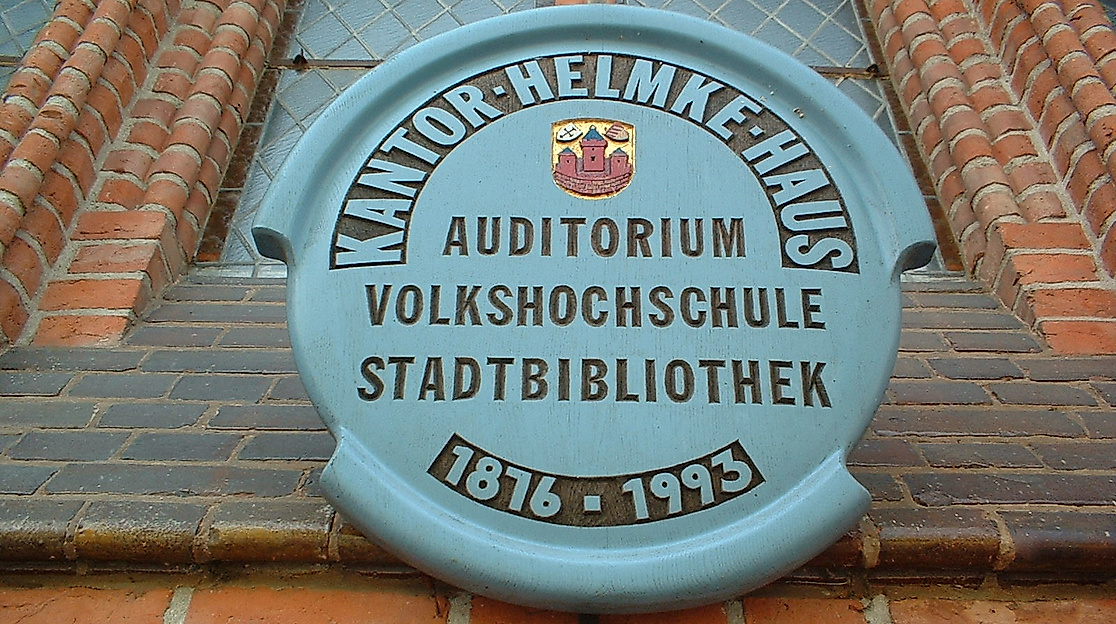 KANTOR·HELMKE-HAUS
AUDITORIUM
VOLKSHOCHSCHULE
STADTBIBLIOTHEK
1876 ▪ 1993